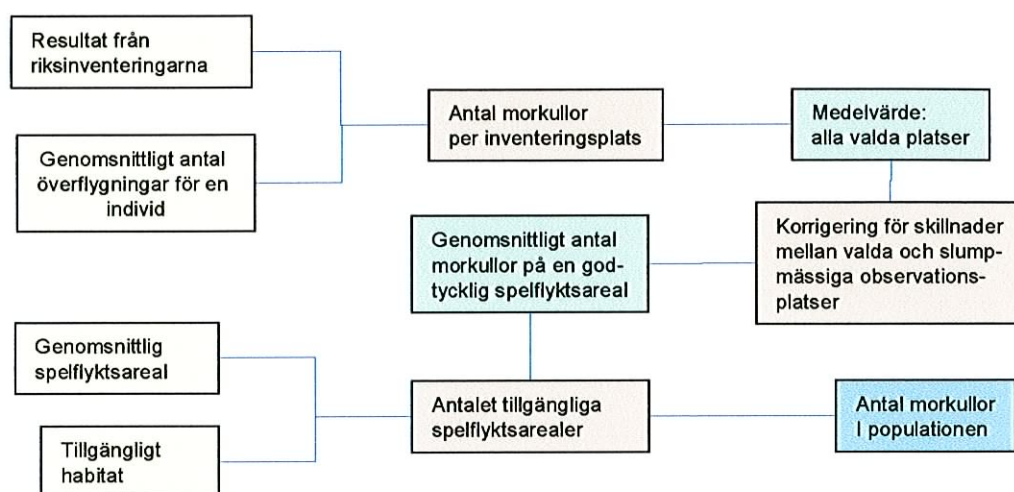 Resultat från
riksinventeringarna
Genomsnittligt antal
överflygningar för en
individ
Antal morkullor
per inventeringsplats
Medelvärde:
alla valda platser
Korrigering för skillnader
mellan valda och slump-
mässiga observations-
platser
Genomsnittligt antal
morkullor på en god-
tycklig spelflyktsareal
Genomsnittlig
spelflyktsareal
Tillgängligt
habitat
Antalet tillgängliga
spelflyktsarealer
Antal morkullor
I populationen